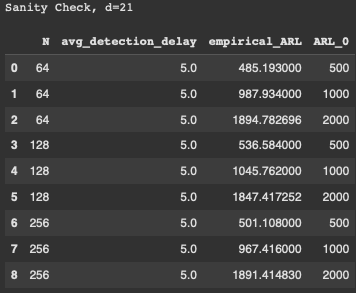 Sanity Check, d=21
N avg_detection_delay empirical_ARL ARL_0
0 64 5.0 485.193000 500
1 64 5.0 987.934000 1000
2 64 5.0 1894.782696 2000
3 128 5.0 536.584000 500
4 128 5.0 1045.762000 1000
5 128 5.0 1847.417252 2000
6 256 5.0 501.108000 500
7 256 5.0 967.416000 1000
8 256 5.0 1891.414830 2000